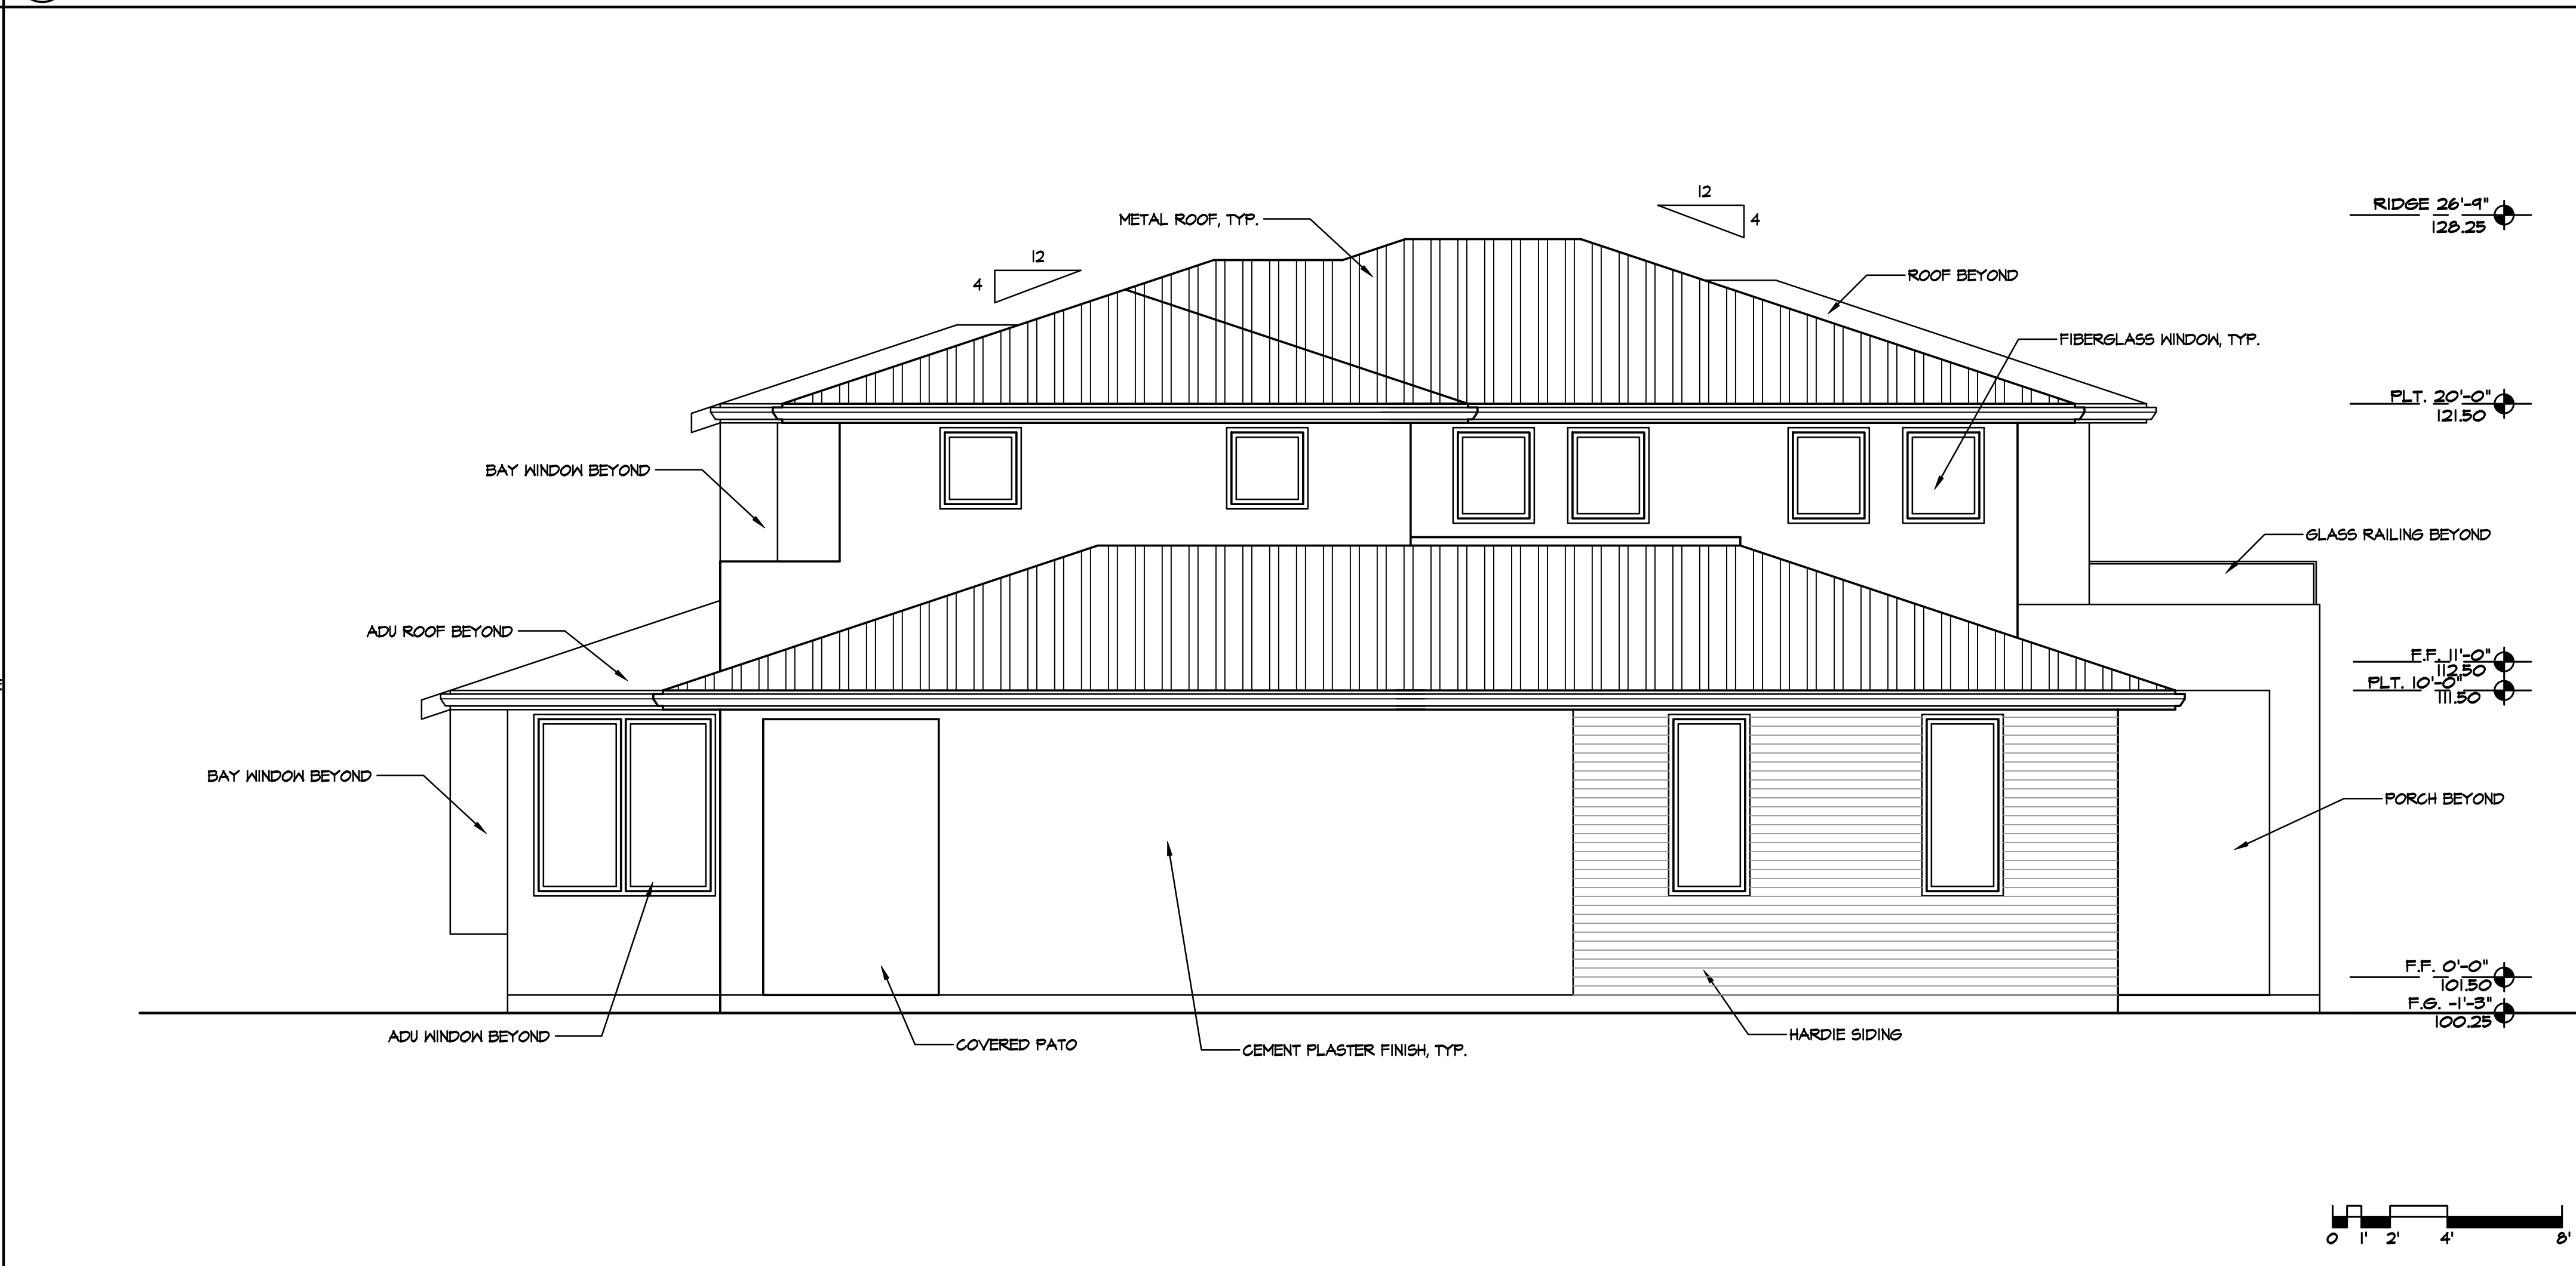 12
4
METAL ROOF, TYP.
12
4
ROOF BEYOND
FIBERGLASS WINDOW, TYP.
BAY WINDOW BEYOND
GLASS RAILING BEYOND
ADU ROOF BEYOND
BAY WINDOW BEYOND
PORCH BEYOND
ADU WINDOW BEYOND
COVERED PATO
CEMENT PLASTER FINISH, TYP.
HARDIE SIDING
RIDGE 26'-9"
128.25
PLT. 20'-0"
121.50
F.F. 11'-0"
112.50
PLT. 10'-0"
111.50
F.F. 0'-0"
101.50
F.G. -1'-3"
100.25
0 1' 2' 4' 8'